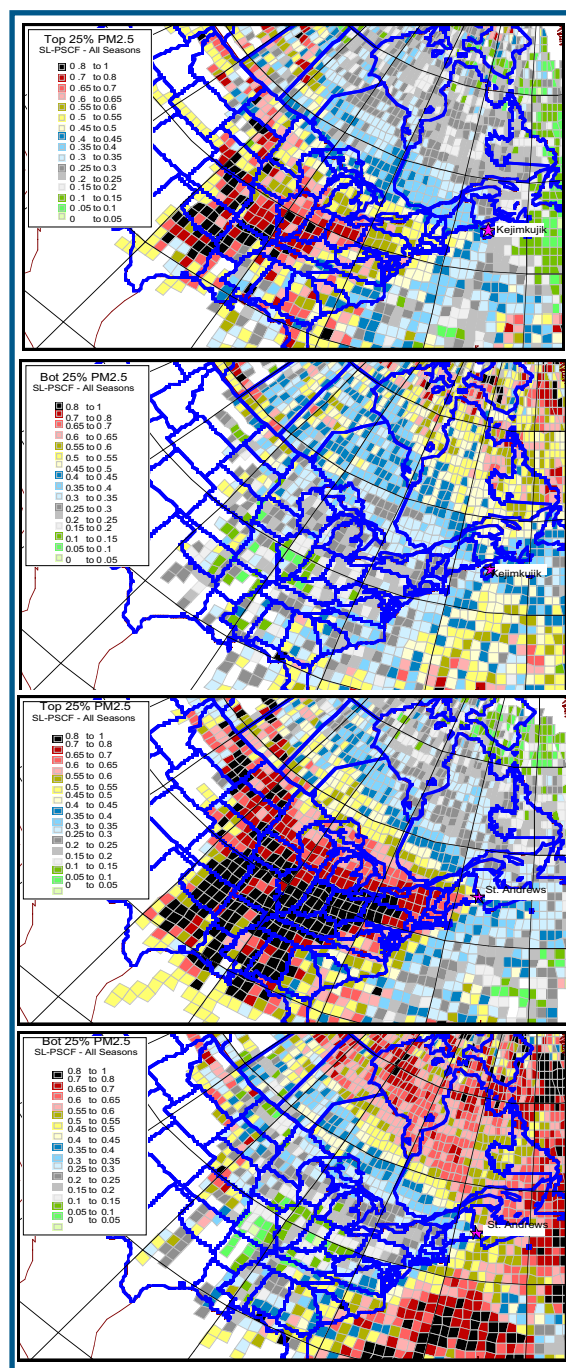 Top 25% PM2.5
SL-PSCF - All Seasons
0.8 to 1
0.7 to 0.8
0.65 to 0.7
0.6 to 0.65
0.55 to 0.6
0.5 to 0.55
0.45 to 0.5
0.4 to 0.45
0.35 to 0.4
0.3 to 0.35
0.25 to 0.3
0.2 to 0.25
0.15 to 0.2
0.1 to 0.15
0.05 to 0.1
0 to 0.05
Kejimkujik
Bot 25% PM2.5
SL-PSCF - All Seasons
0.8 to 1
0.7 to 0.8
0.65 to 0.7
0.6 to 0.65
0.55 to 0.6
0.5 to 0.55
0.45 to 0.5
0.4 to 0.45
0.35 to 0.4
0.3 to 0.35
0.25 to 0.3
0.2 to 0.25
0.15 to 0.2
0.1 to 0.15
0.05 to 0.1
0 to 0.05
Kejimkujik
Top 25% PM2.5
SL-PSCF - All Seasons
0.8 to 1
0.7 to 0.8
0.65 to 0.7
0.6 to 0.65
0.55 to 0.6
0.5 to 0.55
0.45 to 0.5
0.4 to 0.45
0.35 to 0.4
0.3 to 0.35
0.25 to 0.3
0.2 to 0.25
0.15 to 0.2
0.1 to 0.15
0.05 to 0.1
0 to 0.05
St. Andrews
Bot 25% PM2.5
SL-PSCF - All Seasons
0.8 to 1
0.7 to 0.8
0.65 to 0.7
0.6 to 0.65
0.55 to 0.6
0.5 to 0.55
0.45 to 0.5
0.4 to 0.45
0.35 to 0.4
0.3 to 0.35
0.25 to 0.3
0.2 to 0.25
0.15 to 0.2
0.1 to 0.15
0.05 to 0.1
0 to 0.05
St. Andrews